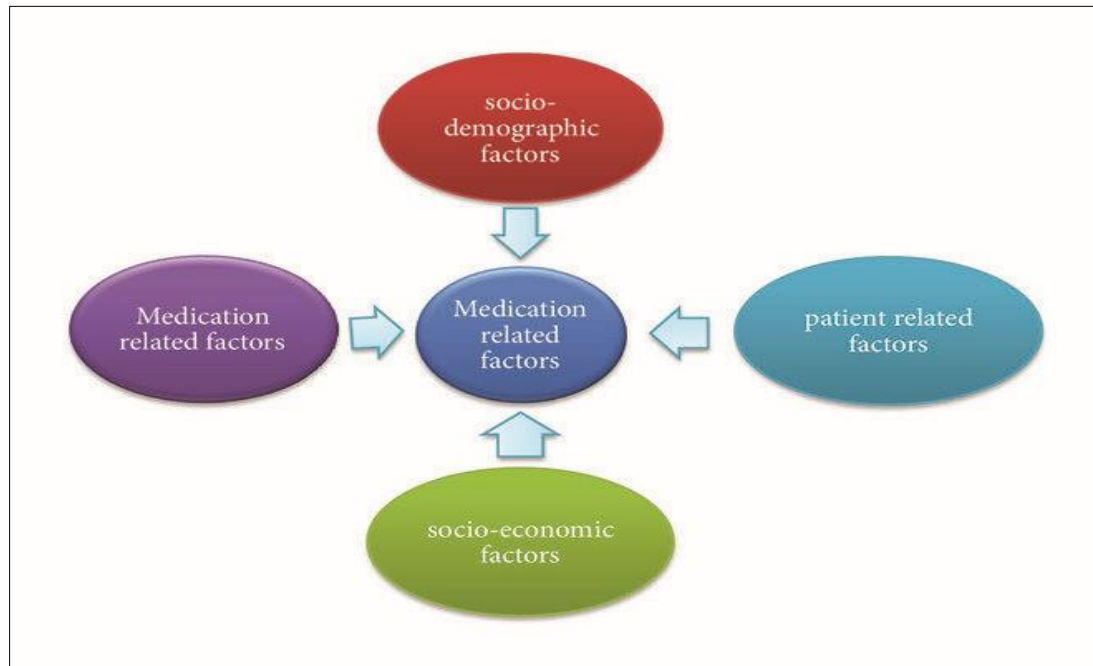 socio-
demographic
factors
Medication
related factors
Medication
related
factors
patient related
factors
socio-economic
factors